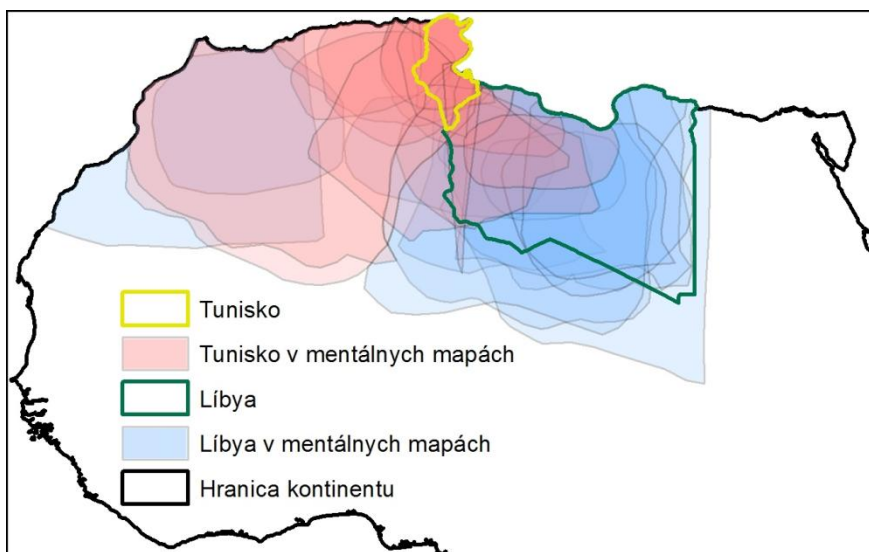 Tunisko
Tunisko v mentálnych mapách
Líbya
Líbya v mentálnych mapách
Hranica kontinentu